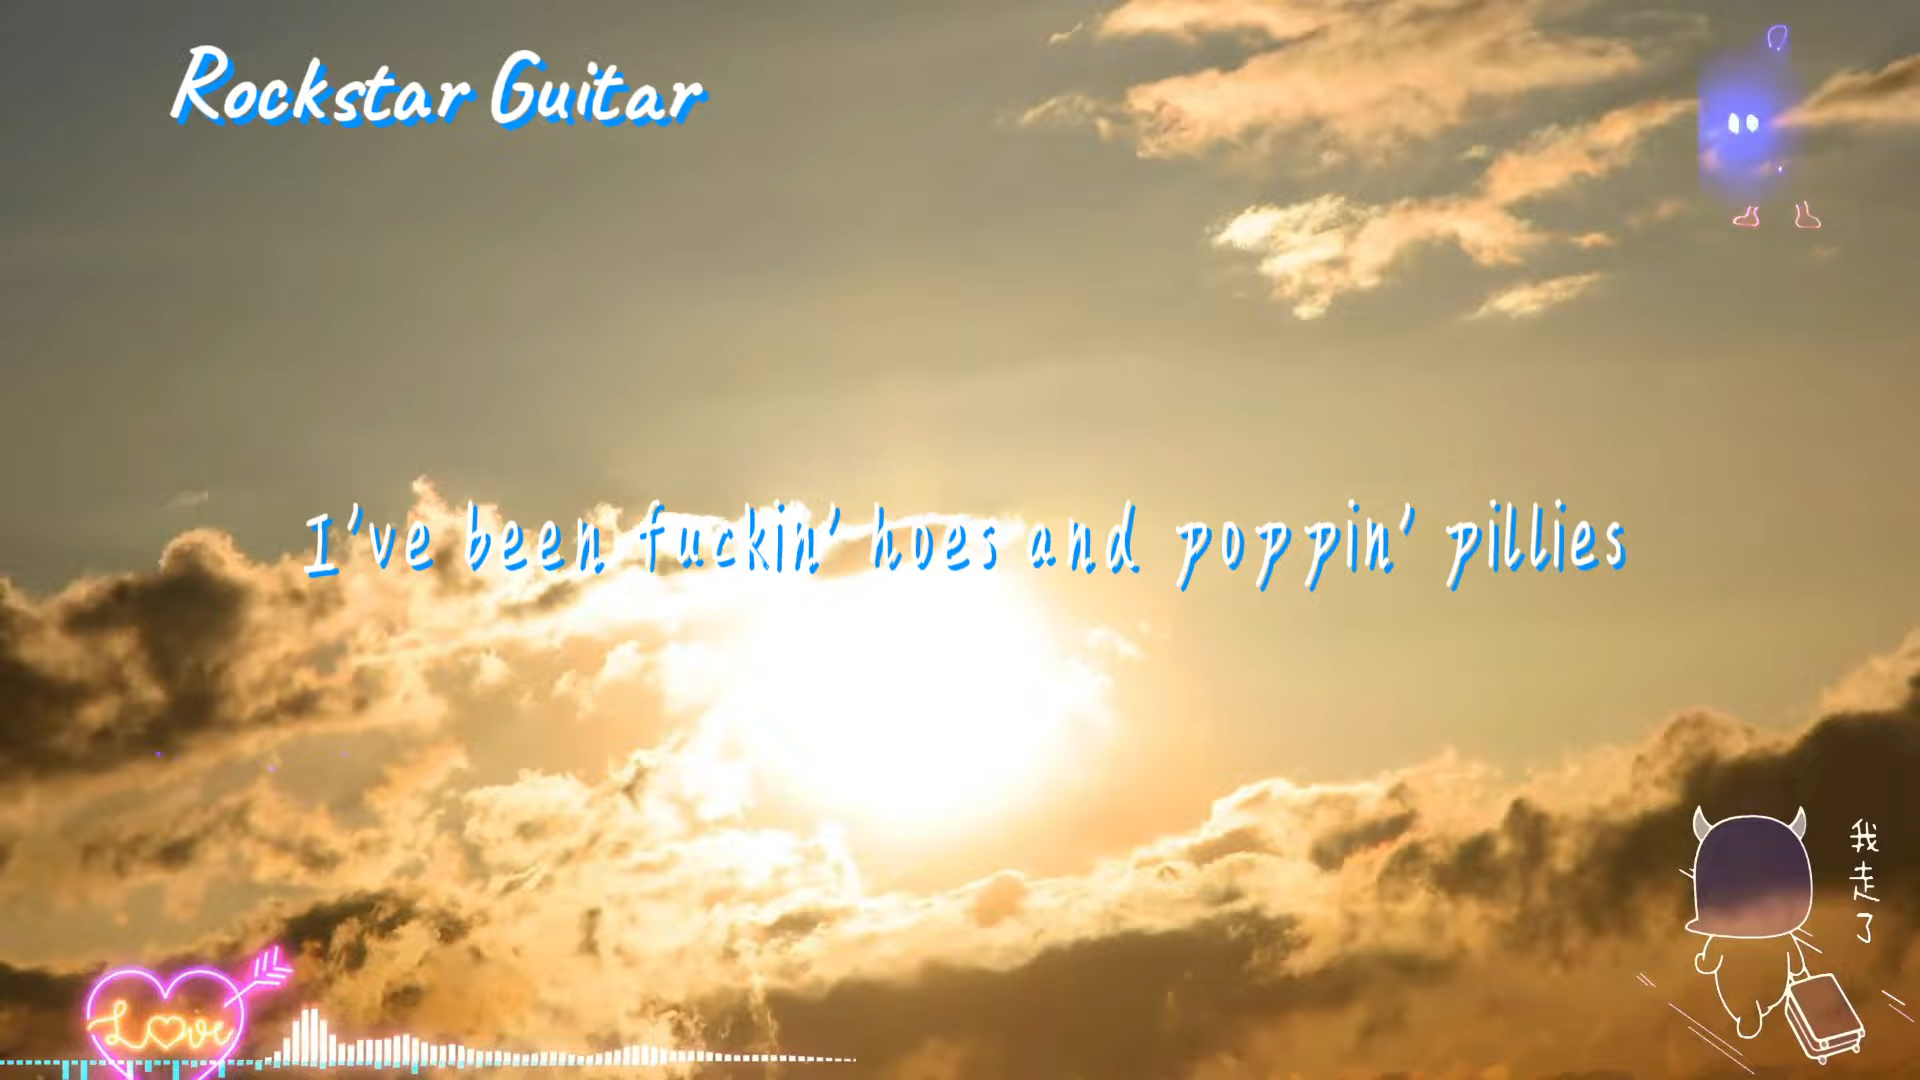 Rockstar Guitar
I've been fuckin' hoes and poppin' pillies
我走了
Love